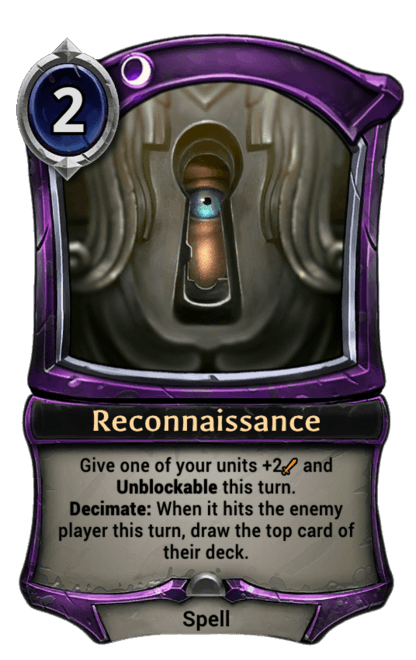 2
Reconnaissance
Give one of your units +2 and
Unblockable this turn.
Decimate: When it hits the enemy
player this turn, draw the top card of
their deck.
Spell